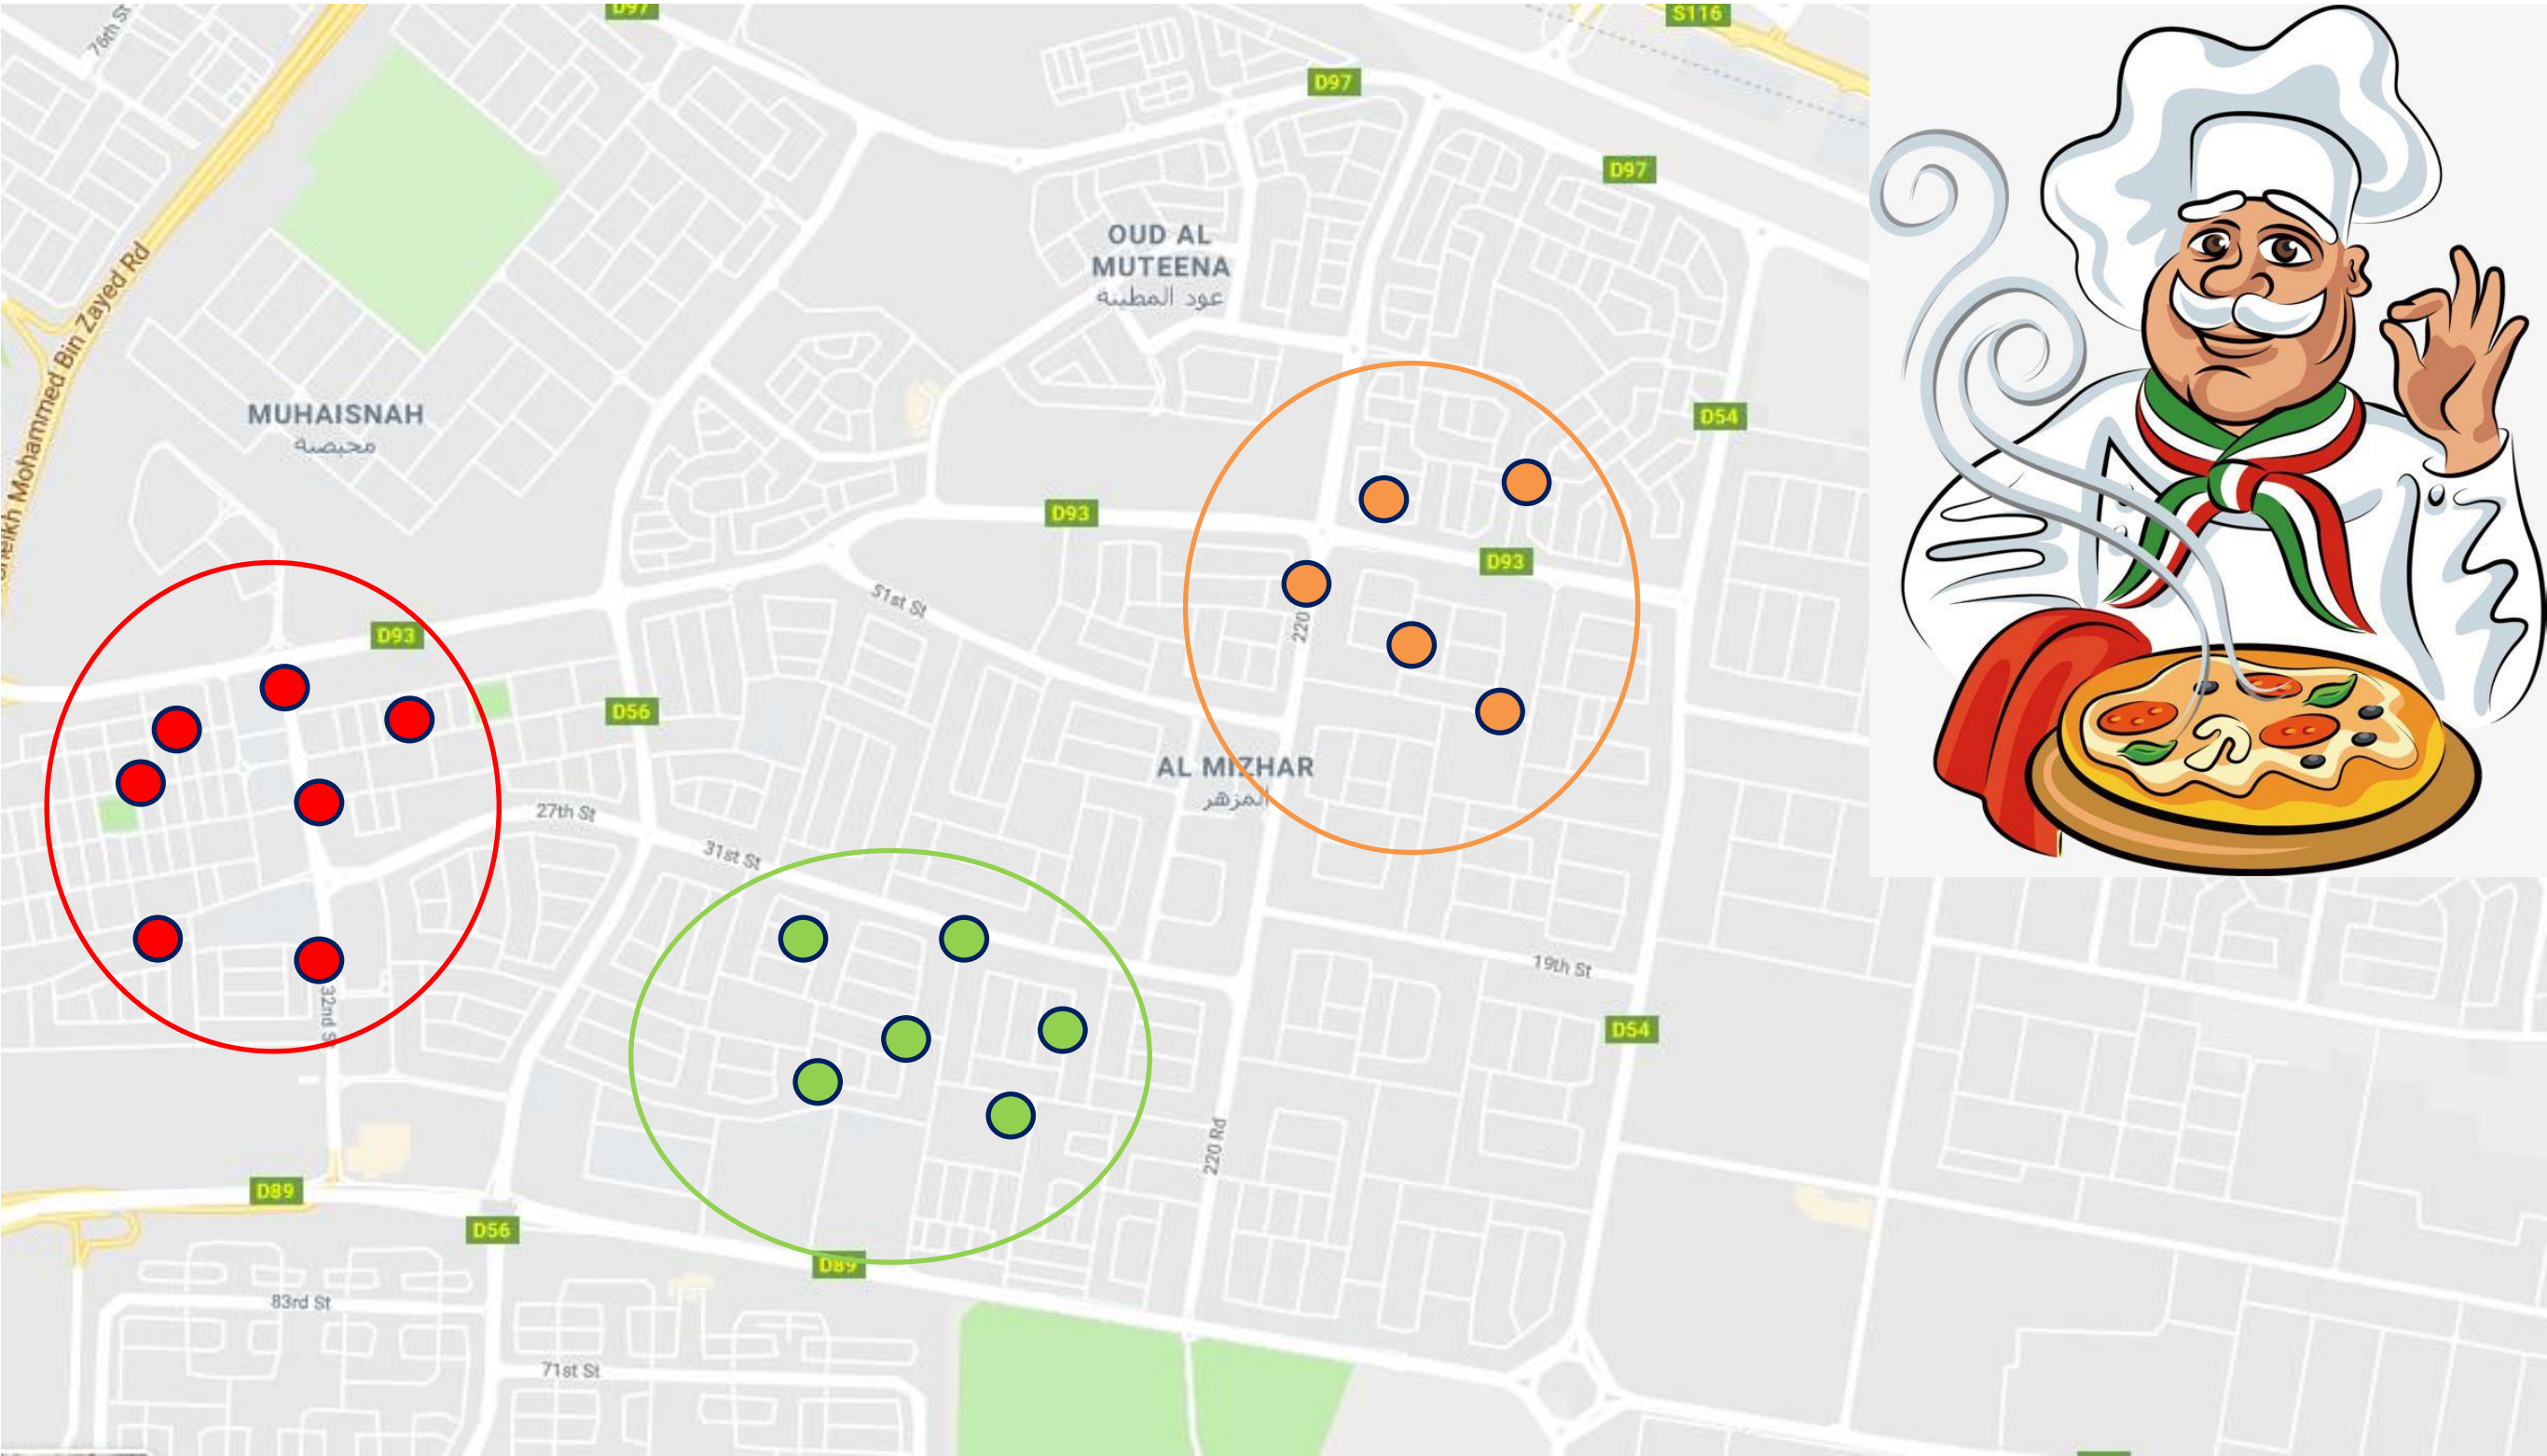 76th St
D97
S116
D97
D97
OUD AL
MUTEENA
عود المطينة
Sheikh Mohammed Bin Zayed Rd
MUHAISNAH
محيصنة
D54
D93
D93
51st St
220
D93
D56
AL MIZHAR
المزهر
27th St
31st St
19th St
32nd S
D54
220 Rd
D89
D56
D89
83rd St
71st St